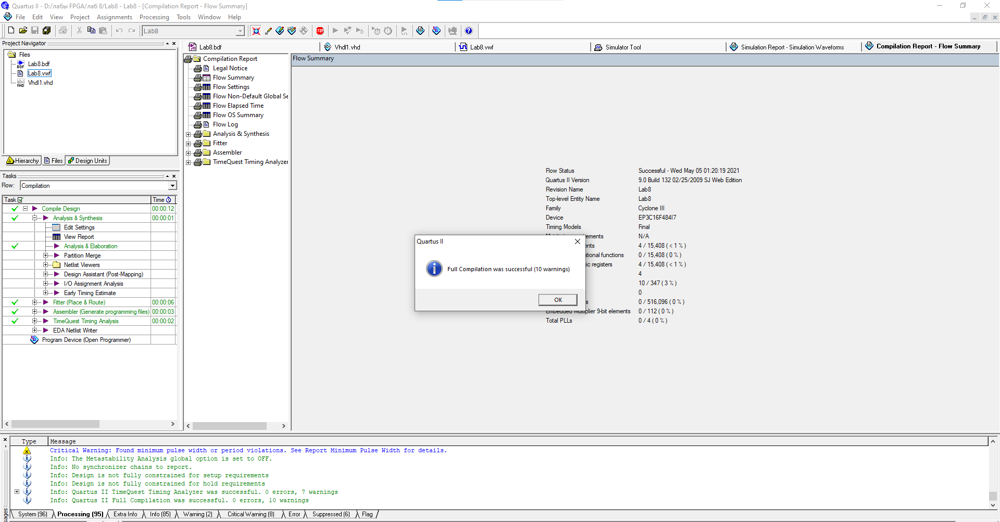 Quartus II - D:/лабы FPGA/лаб 8/Lab8 - Lab8 - [Compilation Report - Flow Summary]
File Edit View Project Assignments Processing Tools Window Help
Lab8
Project Navigator
Files
Lab8.bdf
Lab8.vwf
Vhdl1.vhd
Hierarchy Files Design Units
Tasks
Flow: Compilation
Task Time
Compile Design 00:00:12
Analysis & Synthesis 00:00:01
Edit Settings
View Report
Analysis & Elaboration
Partition Merge
Netlist Viewers
Design Assistant (Post-Mapping)
I/O Assignment Analysis
Early Timing Estimate
Fitter (Place & Route) 00:00:06
Assembler (Generate programming files) 00:00:03
TimeQuest Timing Analysis 00:00:02
EDA Netlist Writer
Program Device (Open Programmer)
Lab8.bdf Vhdl1.vhd Lab8.vwf Simulator Tool Simulation Report - Simulation Waveforms Compilation Report - Flow Summary
Compilation Report
Legal Notice
Flow Summary
Flow Settings
Flow Non-Default Global Se
Flow Elapsed Time
Flow OS Summary
Flow Log
Analysis & Synthesis
Fitter
Assembler
TimeQuest Timing Analyzer
Flow Summary
Flow Status Successful - Wed May 05 01:20:19 2021
Quartus II Version 9.0 Build 132 02/25/2009 SJ Web Edition
Revision Name Lab8
Top-level Entity Name Lab8
Family Cyclone III
Device EP3C16F484I7
Timing Models Final
ements N/A
ents 4 / 15,408 ( < 1 % )
ational functions 0 / 15,408 ( 0 % )
ic registers 4 / 15,408 ( < 1 % )
4
10 / 347 ( 3 % )
0
s 0 / 516,096 ( 0 % )
Embedded Multiplier 9-bit elements 0 / 112 ( 0 % )
Total PLLs 0 / 4 ( 0 % )
Quartus II
Full Compilation was successful (10 warnings)
OK
Type Message
Critical Warning: Found minimum pulse width or period violations. See Report Minimum Pulse Width for details.
Info: The Metastability Analysis global option is set to OFF.
Info: No synchronizer chains to report.
Info: Design is not fully constrained for setup requirements
Info: Design is not fully constrained for hold requirements
Info: Quartus II TimeQuest Timing Analyzer was successful. 0 errors, 7 warnings
Info: Quartus II Full Compilation was successful. 0 errors, 10 warnings
System (96) Processing (95) Extra Info Info (85) Warning (2) Critical Warning (8) Error Suppressed (6) Flag